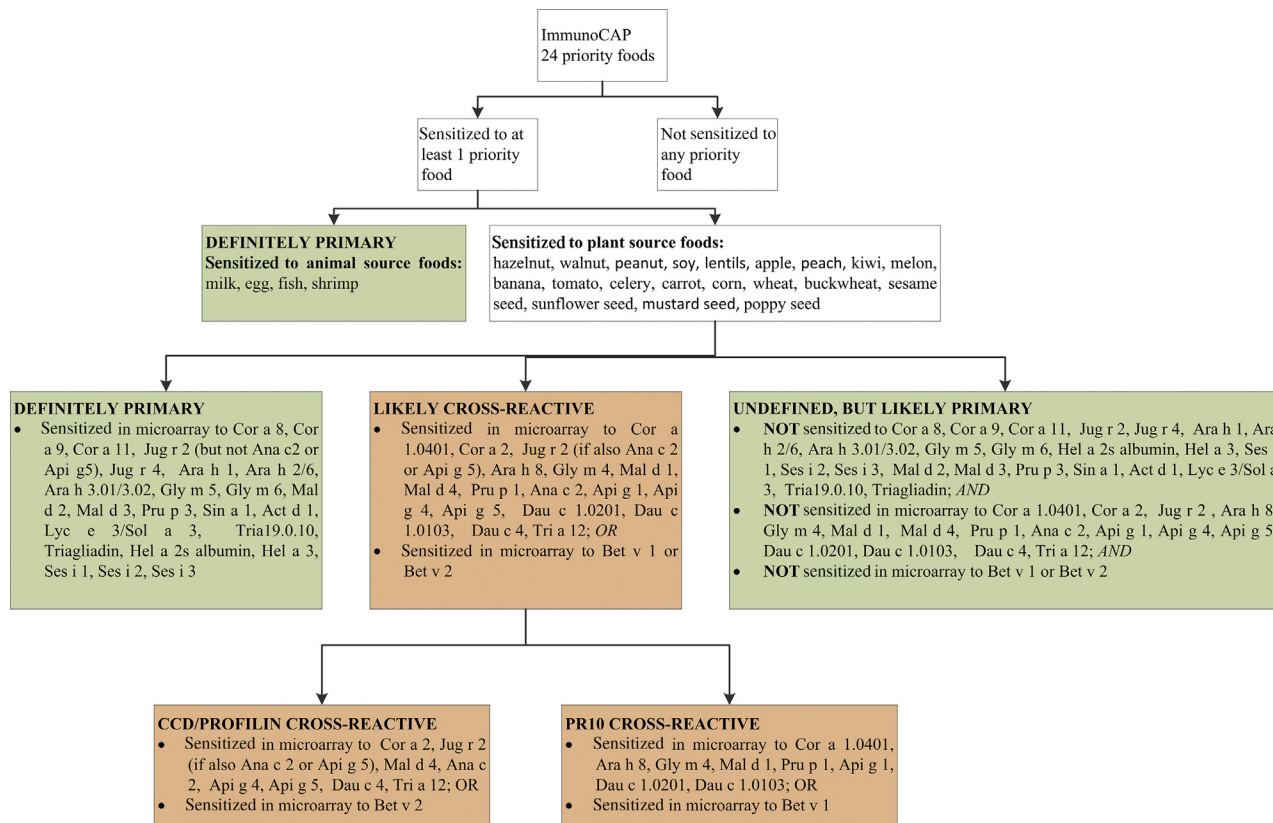 ImmunoCAP
24 priority foods
Sensitized to at
least 1 priority
food
Not sensitized to
any priority
food
DEFINITELY PRIMARY
Sensitized to animal source foods:
milk, egg, fish, shrimp
Sensitized to plant source foods:
hazelnut, walnut, peanut, soy, lentils, apple, peach, kiwi, melon,
banana, tomato, celery, carrot, corn, wheat, buckwheat, sesame
seed, sunflower seed, mustard seed, poppy seed
DEFINITELY PRIMARY
• Sensitized in microarray to Cor a 8, Cor
a 9, Cor a 11, Jug r 2 (but not Ana c2 or
Api g5), Jug r 4, Ara h 1, Ara h 2/6,
Ara h 3.01/3.02, Gly m 5, Gly m 6, Mal
d 2, Mal d 3, Pru p 3, Sin a 1, Act d 1,
Lyc e 3/Sol a 3, Tria19.0.10,
Triagliadin, Hel a 2s albumin, Hel a 3,
Ses i 1, Ses i 2, Ses i 3
LIKELY CROSS-REACTIVE
• Sensitized in microarray to Cor a
1.0401, Cor a 2, Jug r 2 (if also Ana c 2
or Api g 5), Ara h 8, Gly m 4, Mal d 1,
Mal d 4, Pru p 1, Ana c 2, Api g 1, Api
g 4, Api g 5, Dau c 1.0201, Dau c
1.0103, Dau c 4, Tri a 12; OR
• Sensitized in microarray to Bet v 1 or
Bet v 2
UNDEFINED, BUT LIKELY PRIMARY
• NOT sensitized to Cor a 8, Cor a 9, Cor a 11, Jug r 2, Jug r 4, Ara h 1, Ara
h 2/6, Ara h 3.01/3.02, Gly m 5, Gly m 6, Hel a 2s albumin, Hel a 3, Ses i
1, Ses i 2, Ses i 3, Mal d 2, Mal d 3, Pru p 3, Sin a 1, Act d 1, Lyc e 3/Sol a
3, Tria19.0.10, Triagliadin; AND
• NOT sensitized in microarray to Cor a 1.0401, Cor a 2, Jug r 2 , Ara h 8,
Gly m 4, Mal d 1, Mal d 4, Pru p 1, Ana c 2, Api g 1, Api g 4, Api g 5,
Dau c 1.0201, Dau c 1.0103, Dau c 4, Tri a 12; AND
• NOT sensitized in microarray to Bet v 1 or Bet v 2
CCD/PROFILIN CROSS-REACTIVE
• Sensitized in microarray to Cor a 2, Jug r 2
(if also Ana c 2 or Api g 5), Mal d 4, Ana c
2, Api g 4, Api g 5, Dau c 4, Tri a 12; OR
• Sensitized in microarray to Bet v 2
PR10 CROSS-REACTIVE
• Sensitized in microarray to Cor a 1.0401,
Ara h 8, Gly m 4, Mal d 1, Pru p 1, Api g 1,
Dau c 1.0201, Dau c 1.0103; OR
• Sensitized in microarray to Bet v 1